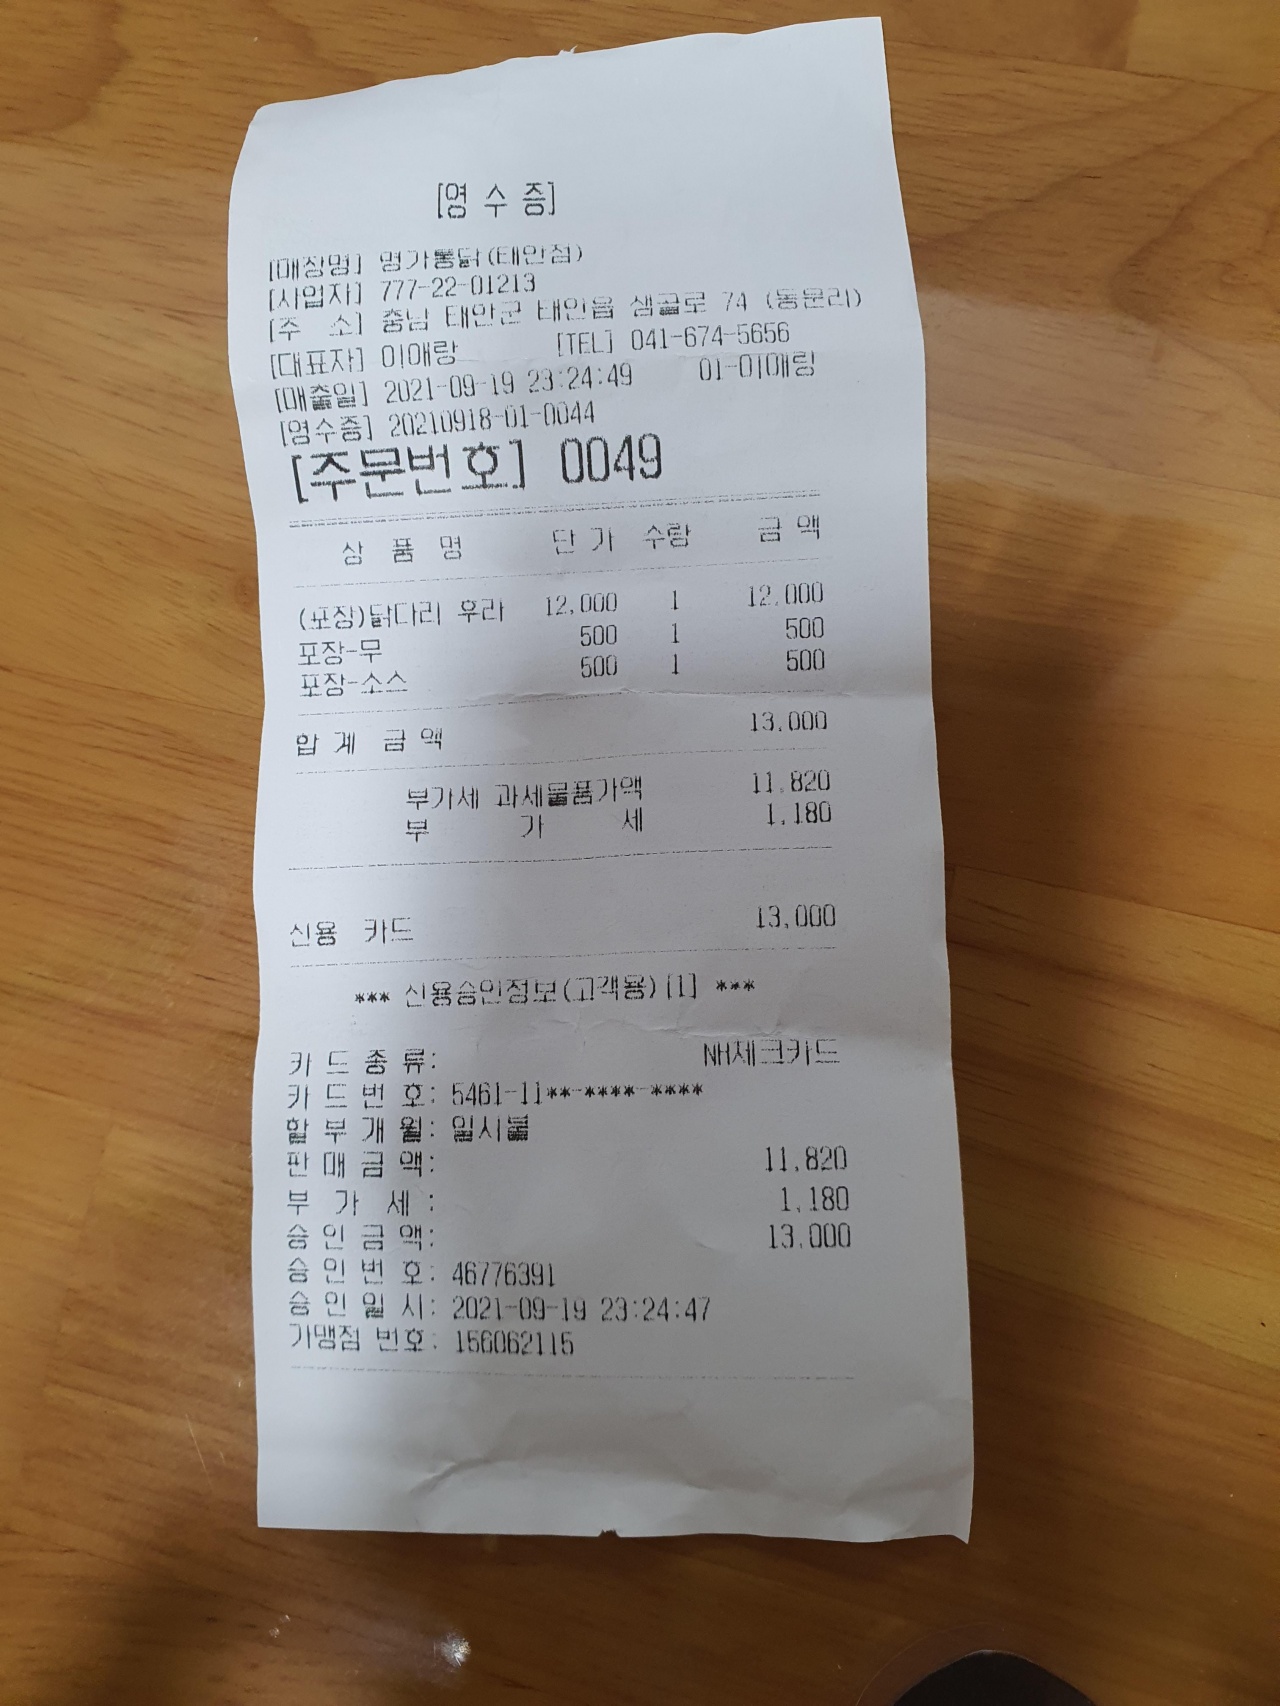 [영 수 증]
[매장명] 명가통닭(태안점)
[사업자] 777-22-01213
[주 소] 충남 태안군 태안읍 샘골로 74 (동문리)
[대표자] 이애랑 [TEL] 041-674-5656
[매출일] 2021-09-19 23:24:49 01-이애랑
[영수증] 20210918-01-0044
[주문번호] 0049
상 품 명 단 가 수량 금 액
(포장)닭다리 후라 12,000 1 12,000
포장-무 500 1 500
포장-소스 500 1 500
합 계 금 액 13,000
부가세 과세물품가액 11,820
부 가 세 1,180
신용 카드 13,000
*** 신용승인정보(고객용)[1] ***
카 드 종 류: NH체크카드
카 드 번 호: 5461-11**-****-****
할 부 개 월: 일시불
판 매 금 액: 11,820
부 가 세 : 1,180
승 인 금 액: 13,000
승 인 번 호: 46776391
승 인 일 시: 2021-09-19 23:24:47
가맹점 번호: 156062115